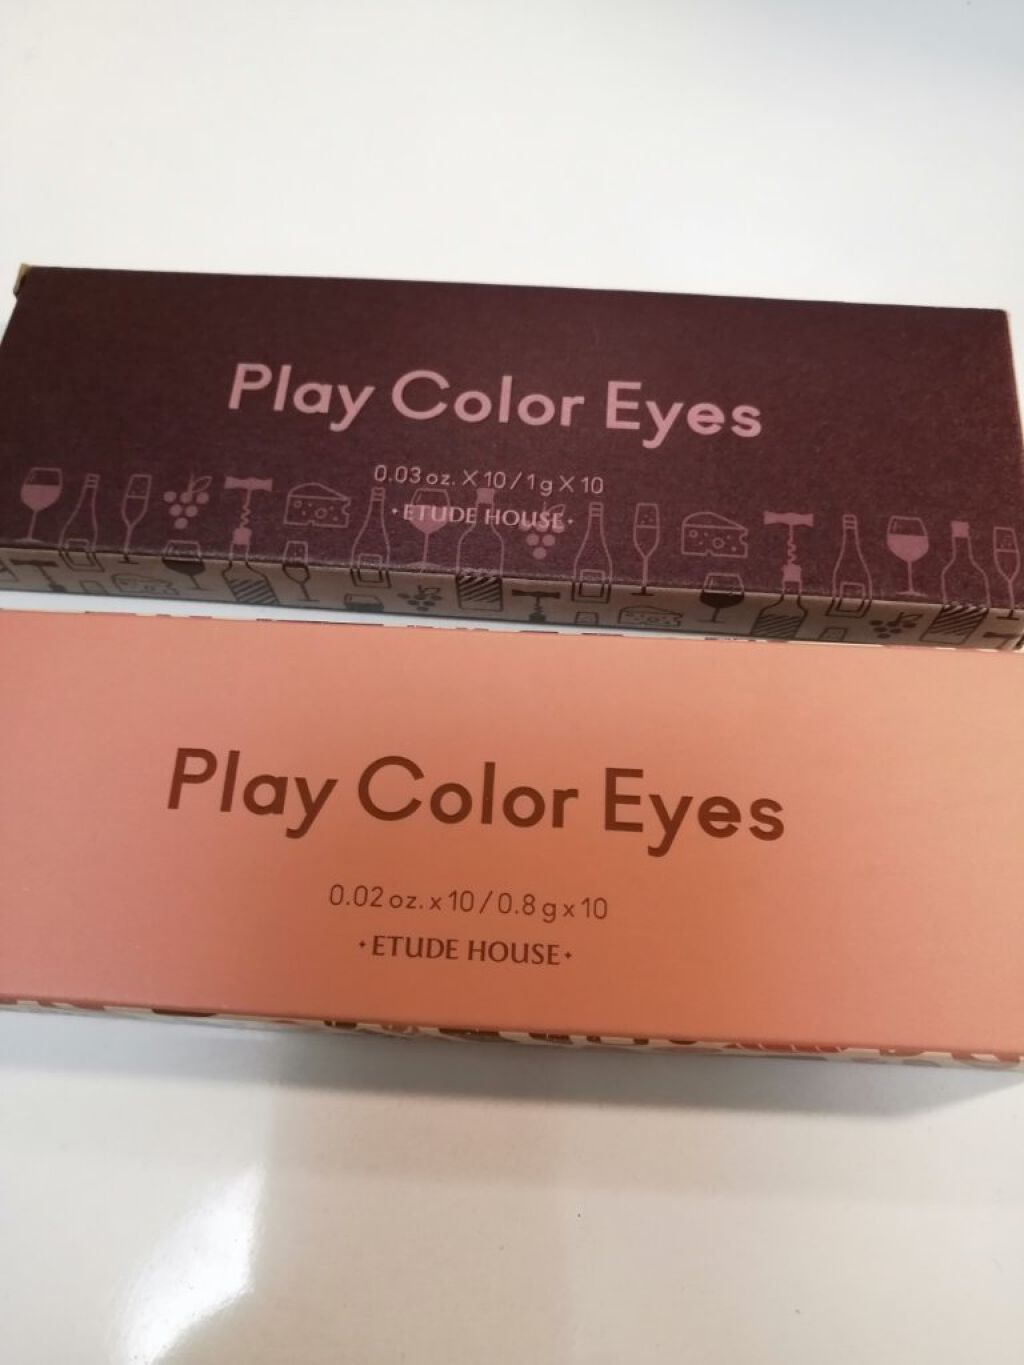 Play Color Eyes
0.03 oz. X 10 / 1 g X 10
•ETUDE HOUSE•
Play Color Eyes
0.02 oz. x 10 / 0.8 g x 10
•ETUDE HOUSE•